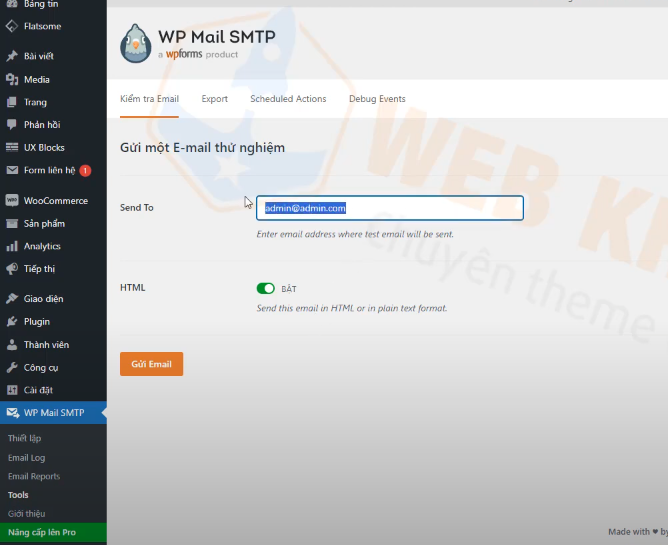 Bảng tin
Flatsome
Bài viết
Media
Trang
Phản hồi
UX Blocks
Form liên hệ 1
WooCommerce
Sản phẩm
Analytics
Tiếp thị
Giao diện
Plugin
Thành viên
Công cụ
Cài đặt
WP Mail SMTP
Thiết lập
Email Log
Email Reports
Tools
Giới thiệu
Nâng cấp lên Pro
WP Mail SMTP
a wpforms product
Kiểm tra Email Export Scheduled Actions Debug Events
Gửi một E-mail thử nghiệm
Send To
admin@admin.com
Enter email address where test email will be sent.
HTML
BẬT
Send this email in HTML or in plain text format.
Gửi Email
WEB KH
chuyên theme
Made with ♥ by